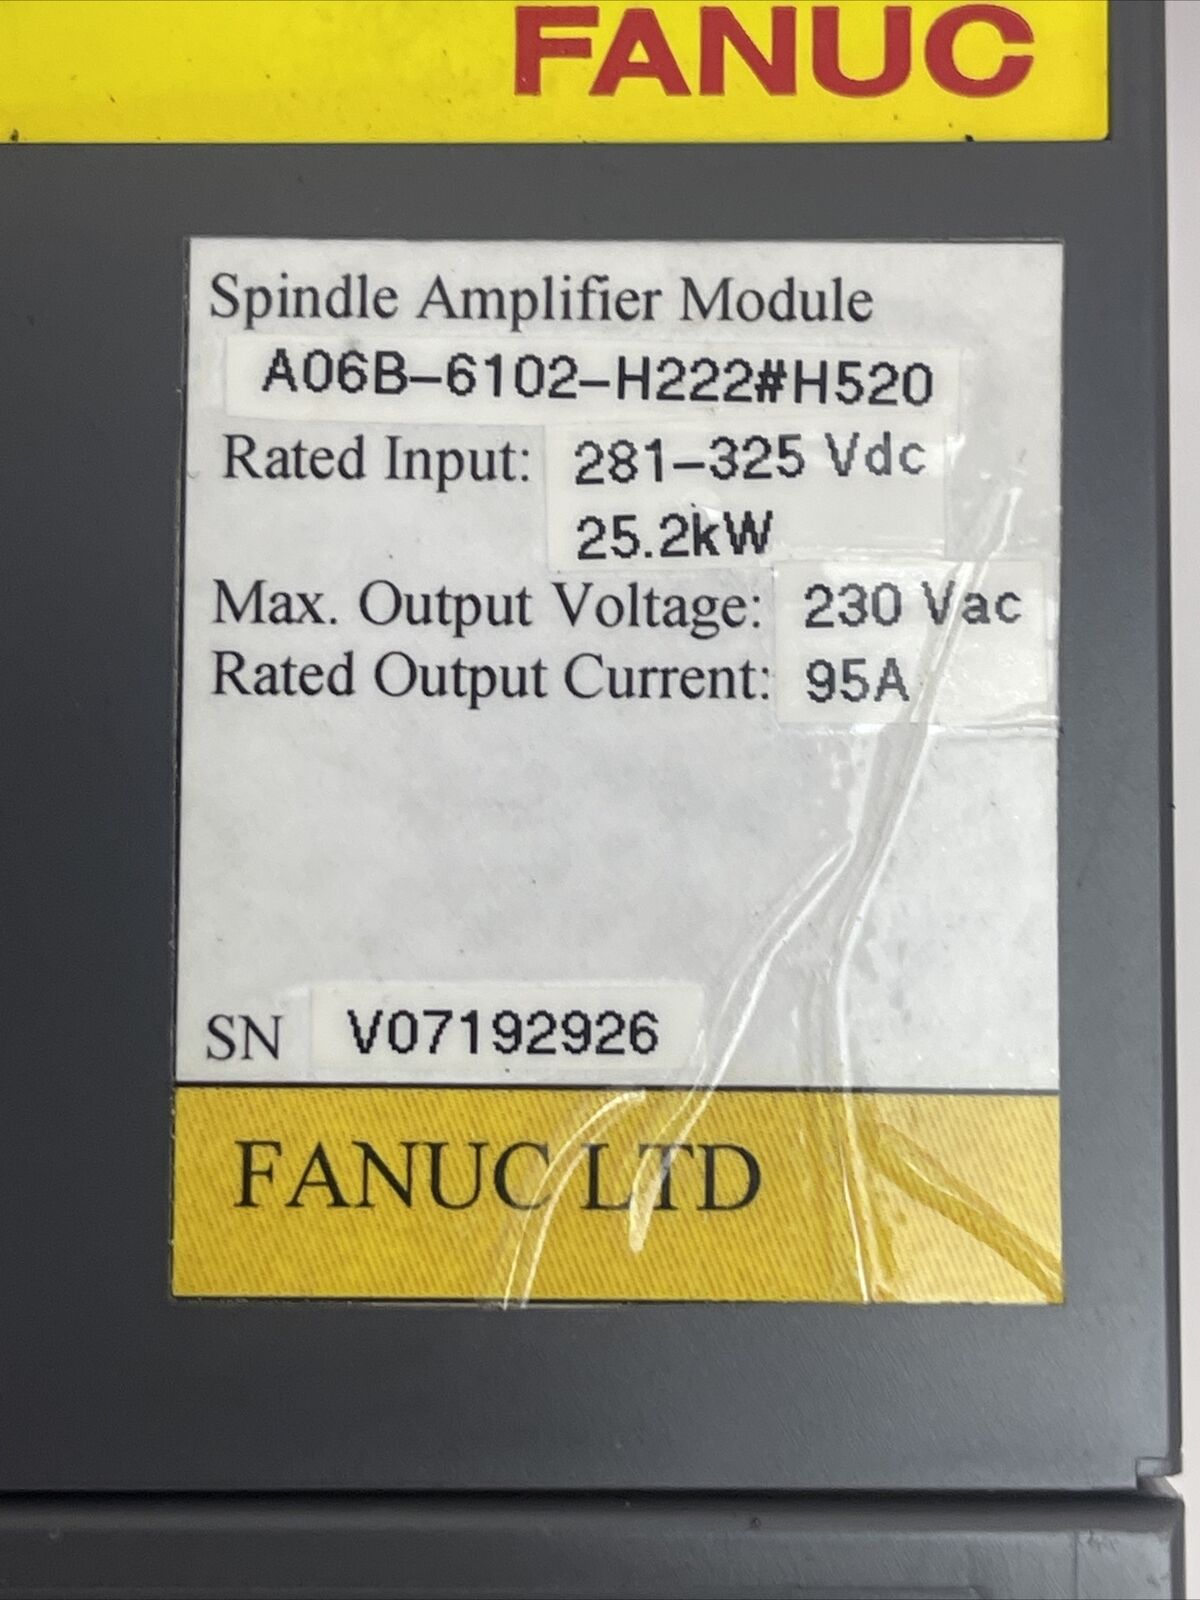 FANUC
Spindle Amplifier Module
A06B-6102-H222#H520
Rated Input: 281-325 Vdc
25.2kW
Max. Output Voltage: 230 Vac
Rated Output Current: 95A
SN V07192926
FANUC LTD